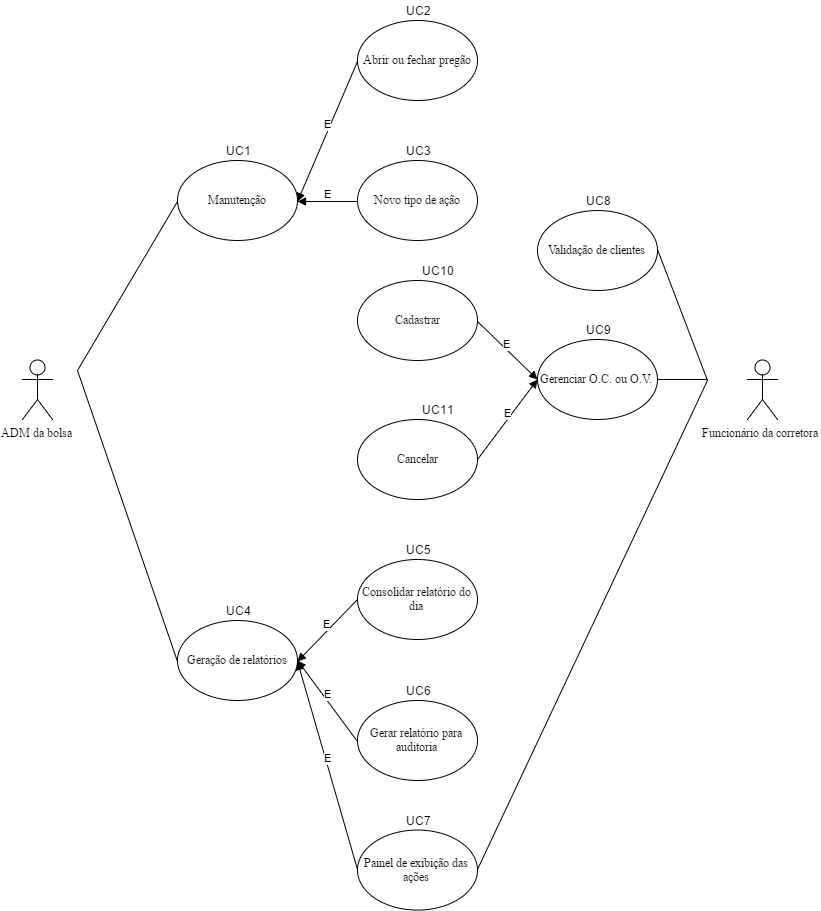 UC2
Abrir ou fechar pregão
E
UC1
Manutenção
UC3
Novo tipo de ação
E
UC8
Validação de clientes
UC10
Cadastrar
E
UC9
Gerenciar O.C. ou O.V.
UC11
Cancelar
E
ADM da bolsa
Funcionário da corretora
UC5
Consolidar relatório do
dia
E
UC4
Geração de relatórios
UC6
Gerar relatório para
auditoria
E
E
UC7
Painel de exibição das
ações